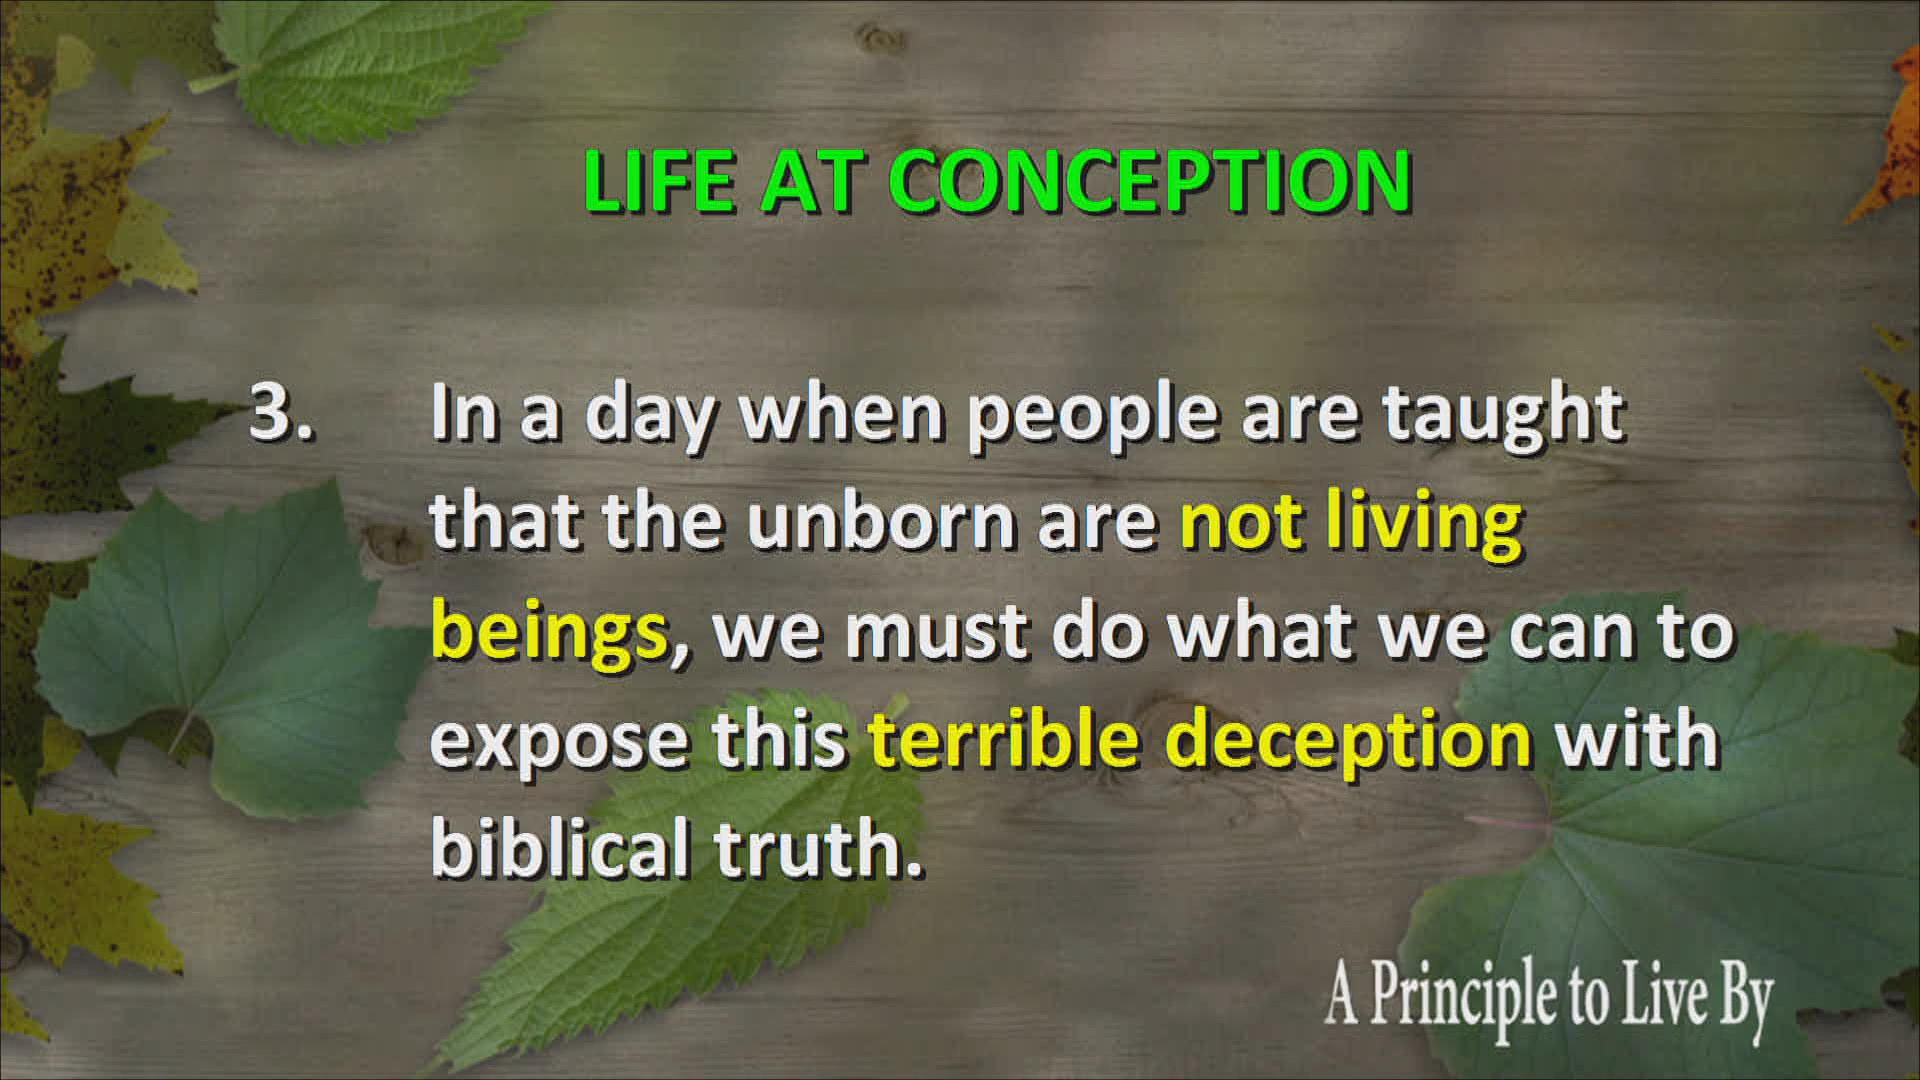 LIFE AT CONCEPTION
3. In a day when people are taught
that the unborn are not living
beings, we must do what we can to
expose this terrible deception with
biblical truth.
A Principle to Live By